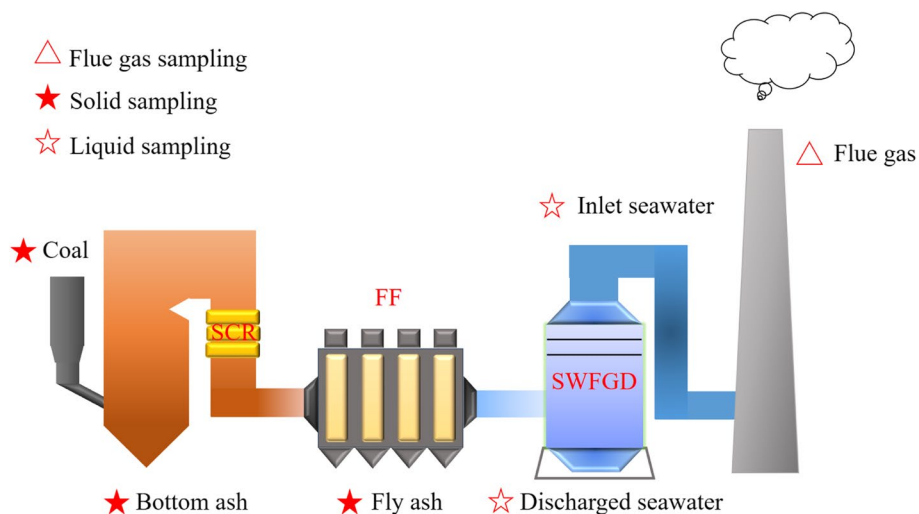 Flue gas sampling
Solid sampling
Liquid sampling
Flue gas
Inlet seawater
Coal
FF
SCR
SWFGD
Bottom ash
Fly ash
Discharged seawater